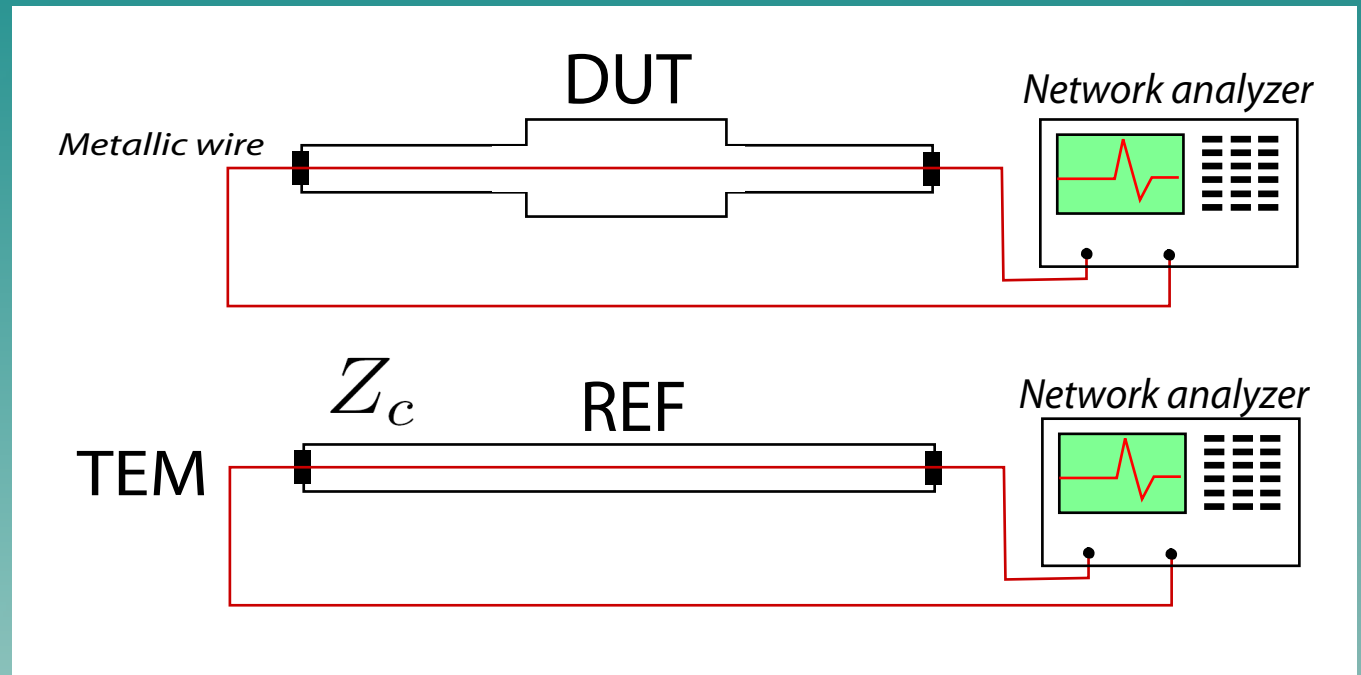 DUT
Network analyzer
Metallic wire
Z_c
REF
Network analyzer
TEM